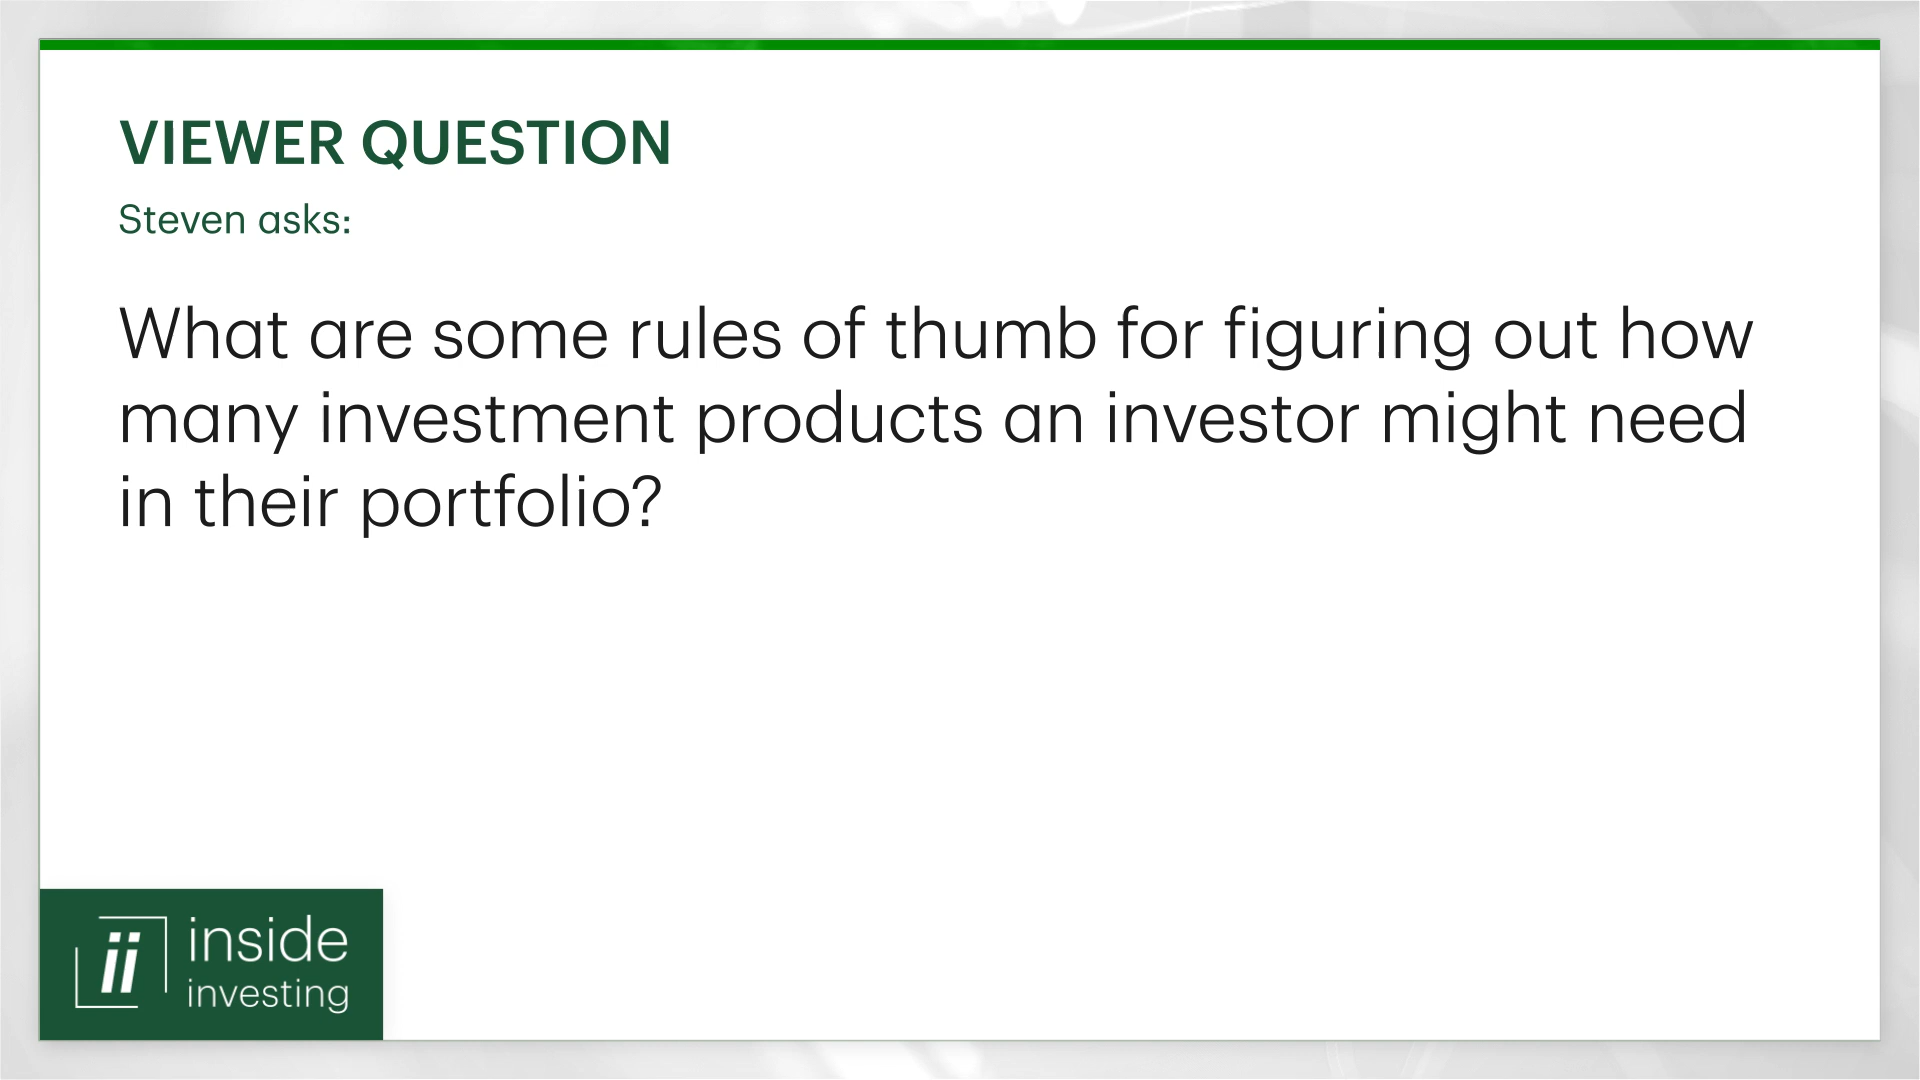 VIEWER QUESTION
Steven asks:
What are some rules of thumb for figuring out how
many investment products an investor might need
in their portfolio?
ii
inside
investing